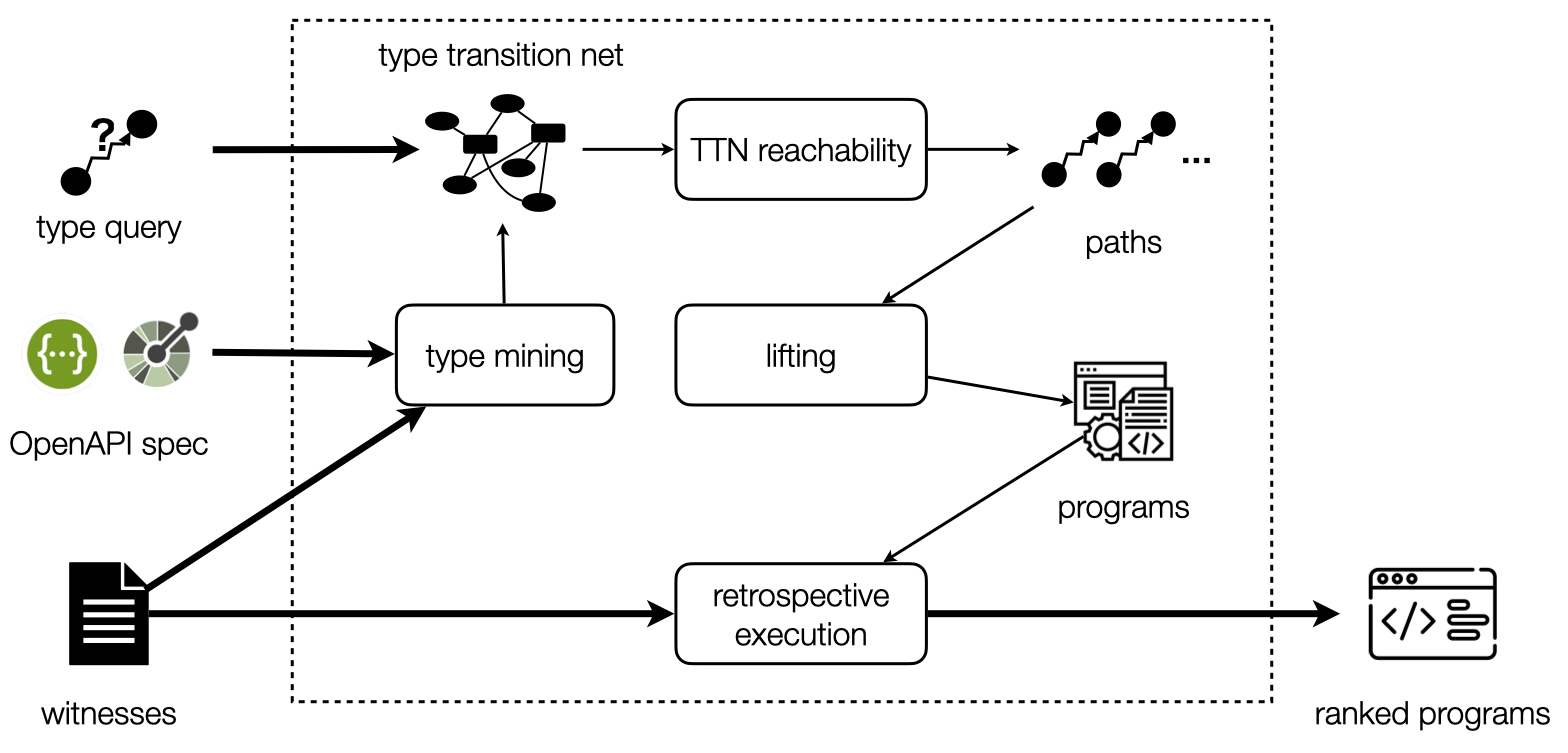 type transition net
?
TTN reachability
...
type query
paths
{...}
type mining
lifting
OpenAPI spec
</>
programs
retrospective
execution
</>
witnesses
ranked programs